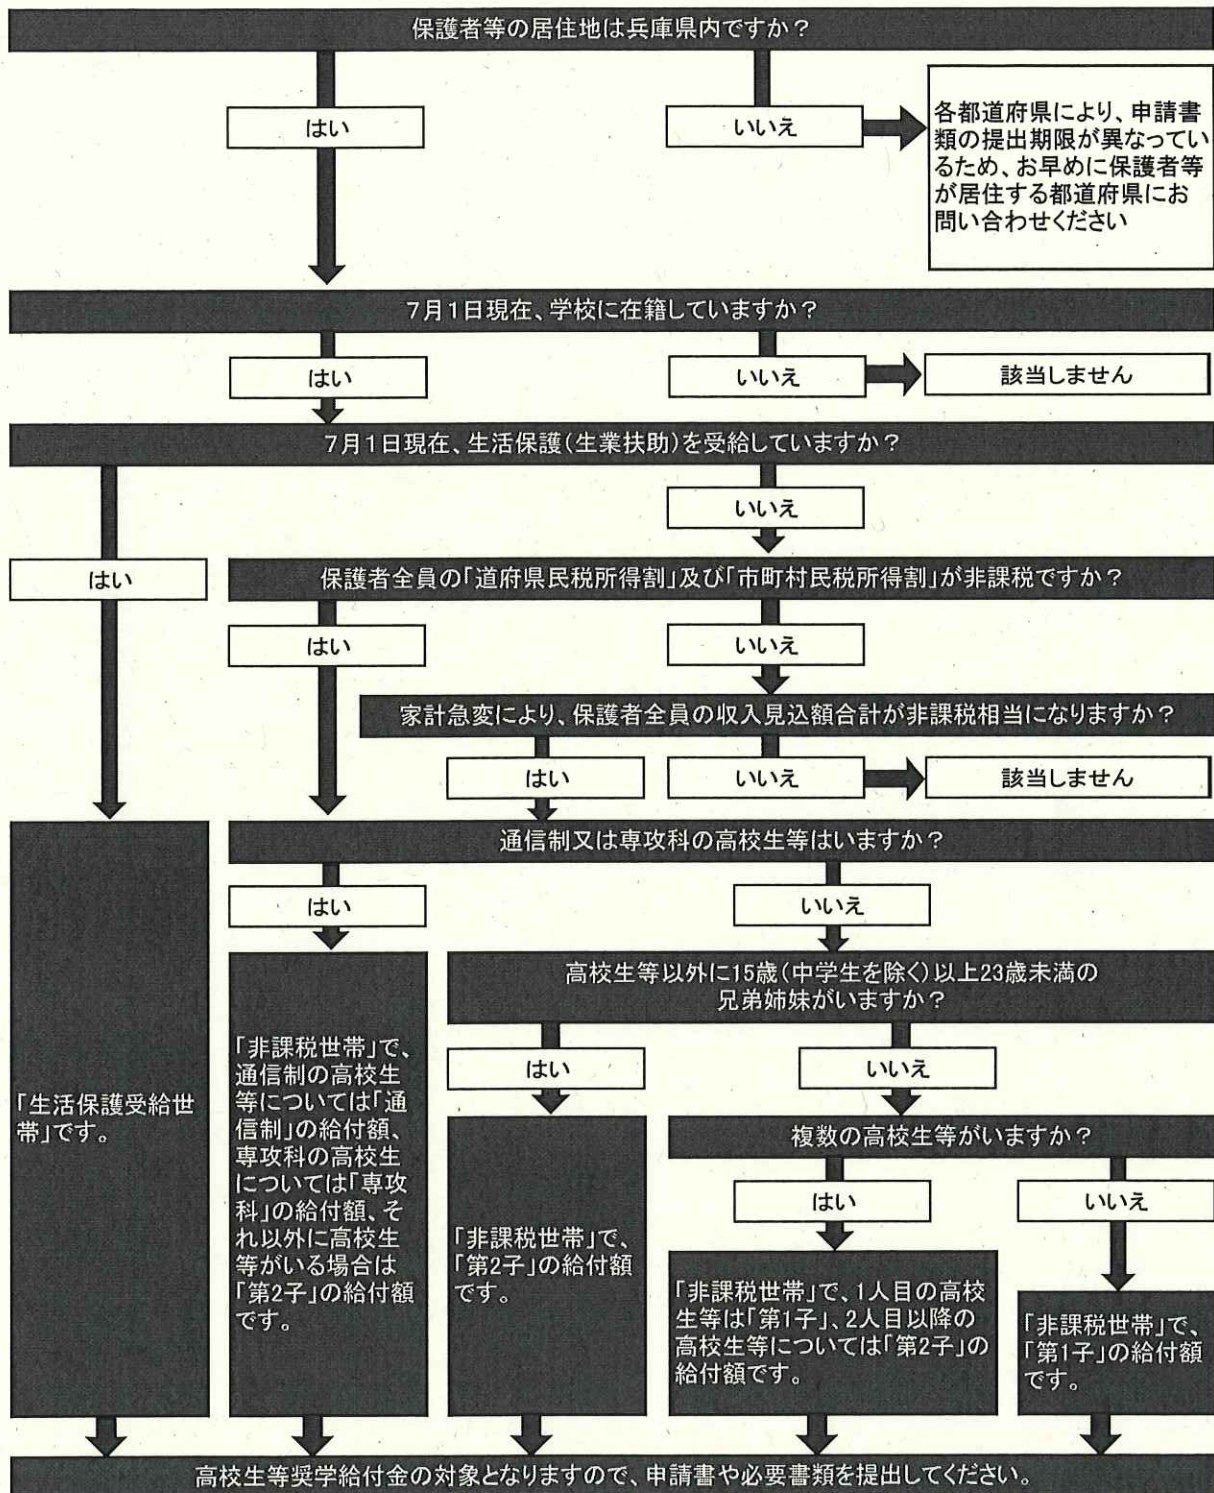 保護者等の居住地は兵庫県内ですか？
はい
いいえ
各都道府県により、申請書
類の提出期限が異なってい
るため、お早めに保護者等
が居住する都道府県にお
問い合わせください
７月１日現在、学校に在籍していますか？
はい
いいえ
該当しません
７月１日現在、生活保護（生業扶助）を受給していますか？
いいえ
はい
保護者全員の「道府県民税所得割」及び「市町村民税所得割」が非課税ですか？
はい
いいえ
家計急変により、保護者全員の収入見込額合計が非課税相当になりますか？
はい
いいえ
該当しません
通信制又は専攻科の高校生等はいますか？
はい
いいえ
高校生等以外に15歳（中学生を除く）以上23歳未満の
兄弟姉妹がいますか？
はい
いいえ
「生活保護受給世
帯」です。
「非課税世帯」で、
通信制の高校生
等については「通
信制」の給付額、
専攻科の高校生
については「専攻
科」の給付額、そ
れ以外に高校生
等がいる場合は
「第2子」の給付額
です。
複数の高校生等がいますか？
はい
いいえ
「非課税世帯」で、
「第2子」の給付額
です。
「非課税世帯」で、1人目の高校
生等は「第1子」、2人目以降の
高校生等については「第2子」の
給付額です。
「非課税世帯」で、
「第1子」の給付額
です。
高校生等奨学給付金の対象となりますので、申請書や必要書類を提出してください。